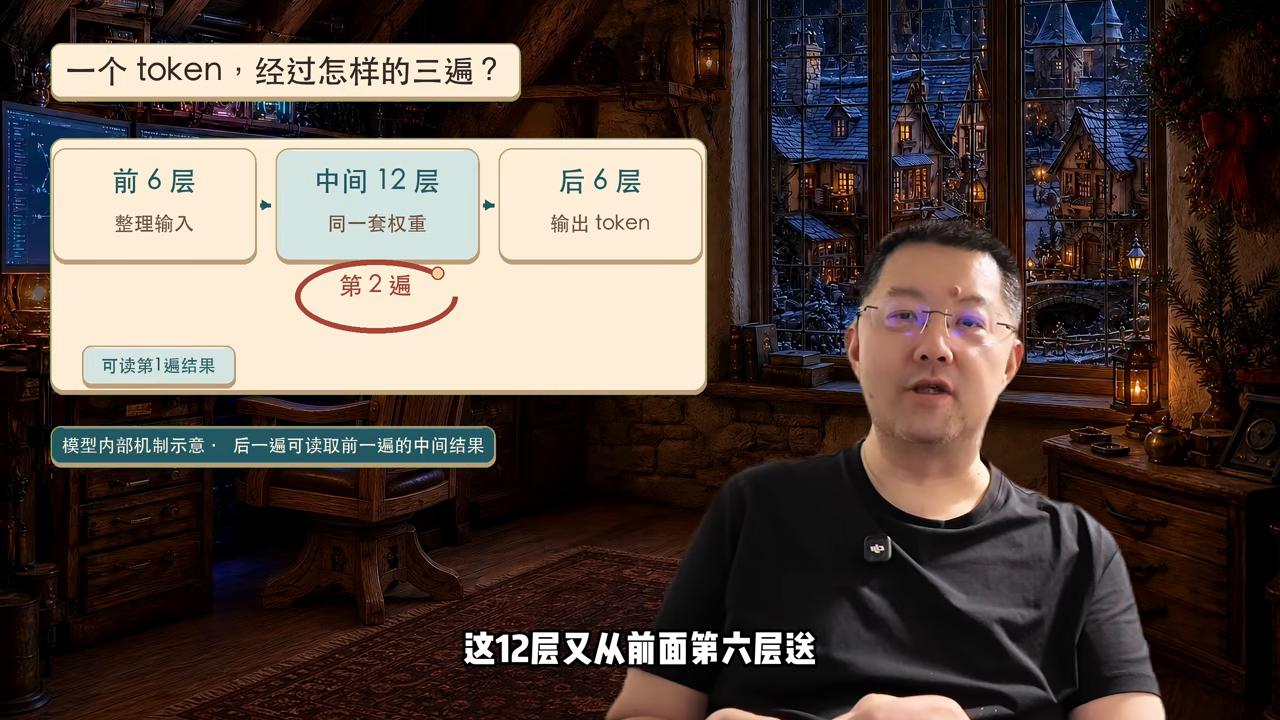 一个 token，经过怎样的三遍？
前 6 层
整理输入
中间 12 层
同一套权重
后 6 层
输出 token
第 2 遍
可读第1遍结果
模型内部机制示意· 后一遍可读取前一遍的中间结果
这12层又从前面第六层送